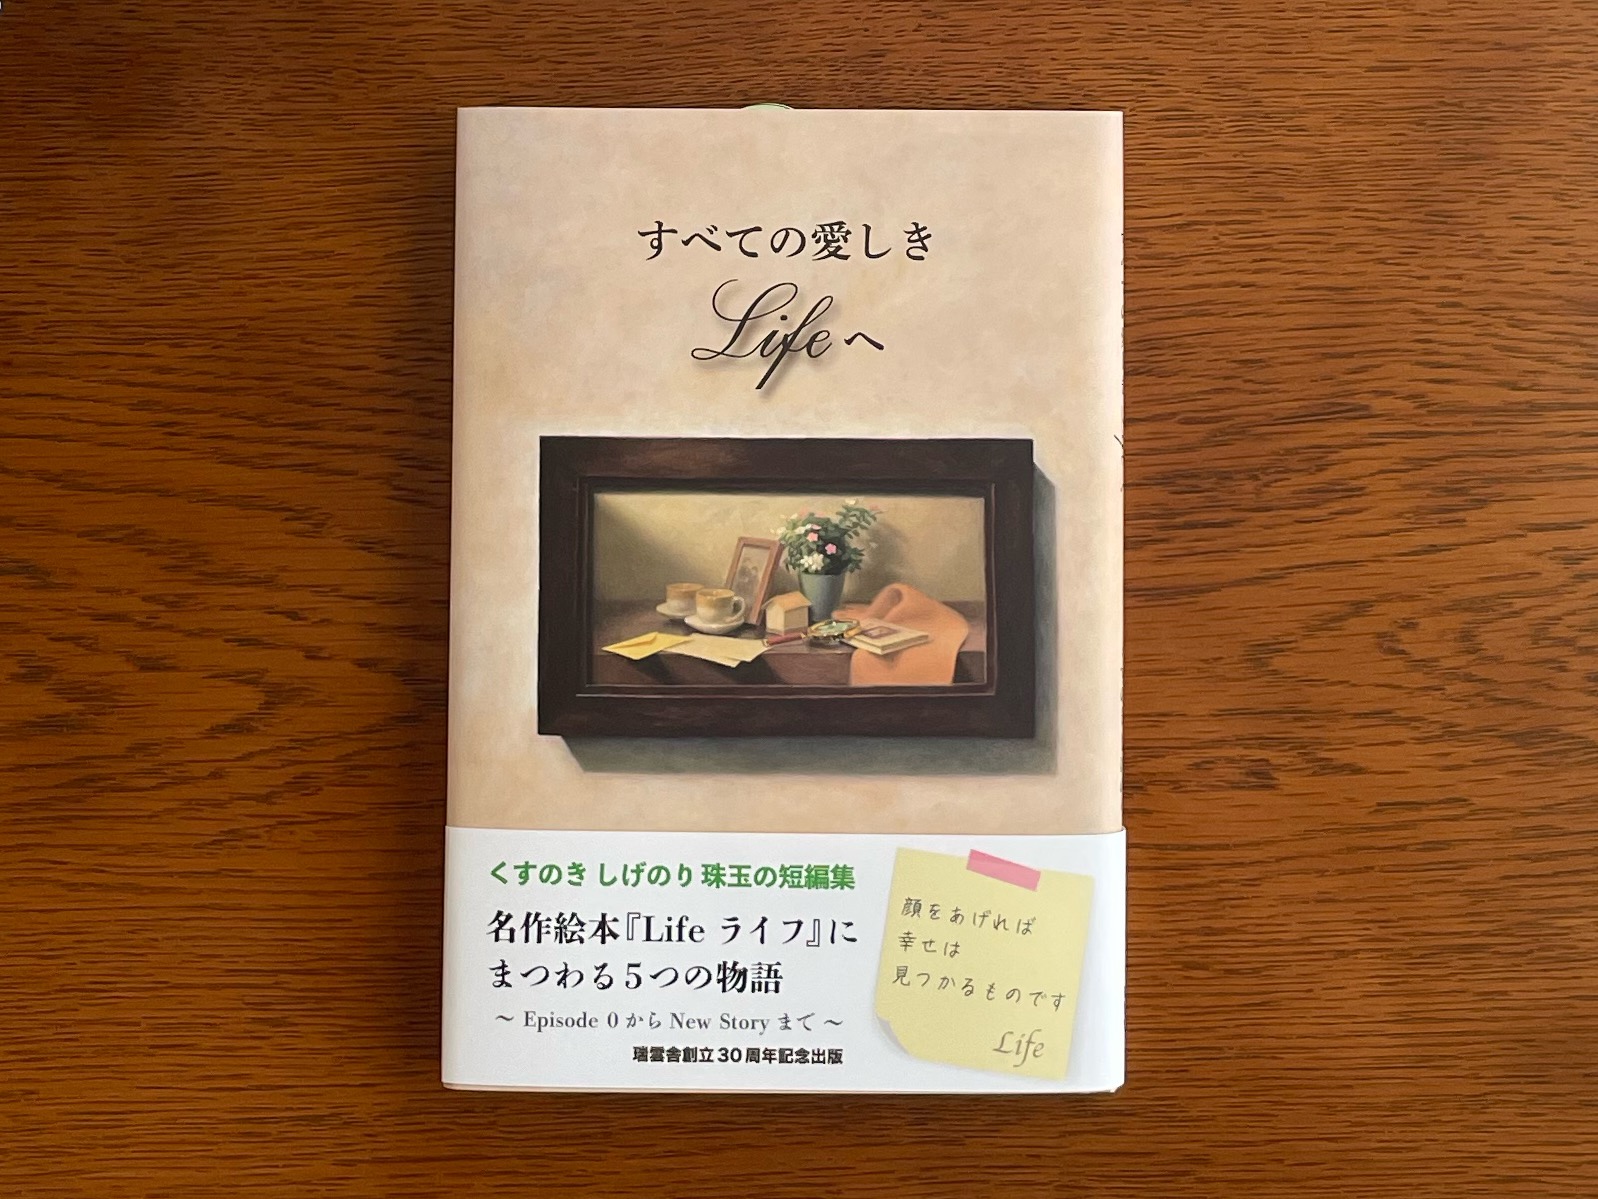 すべての愛しき
Lifeへ
くすのき しげのり 珠玉の短編集
名作絵本『Life ライフ』に
まつわる5つの物語
～ Episode 0 から New Story まで ～
瑞雲舎創立30周年記念出版
顔をあげれば
幸せは
見つかるものです
Life